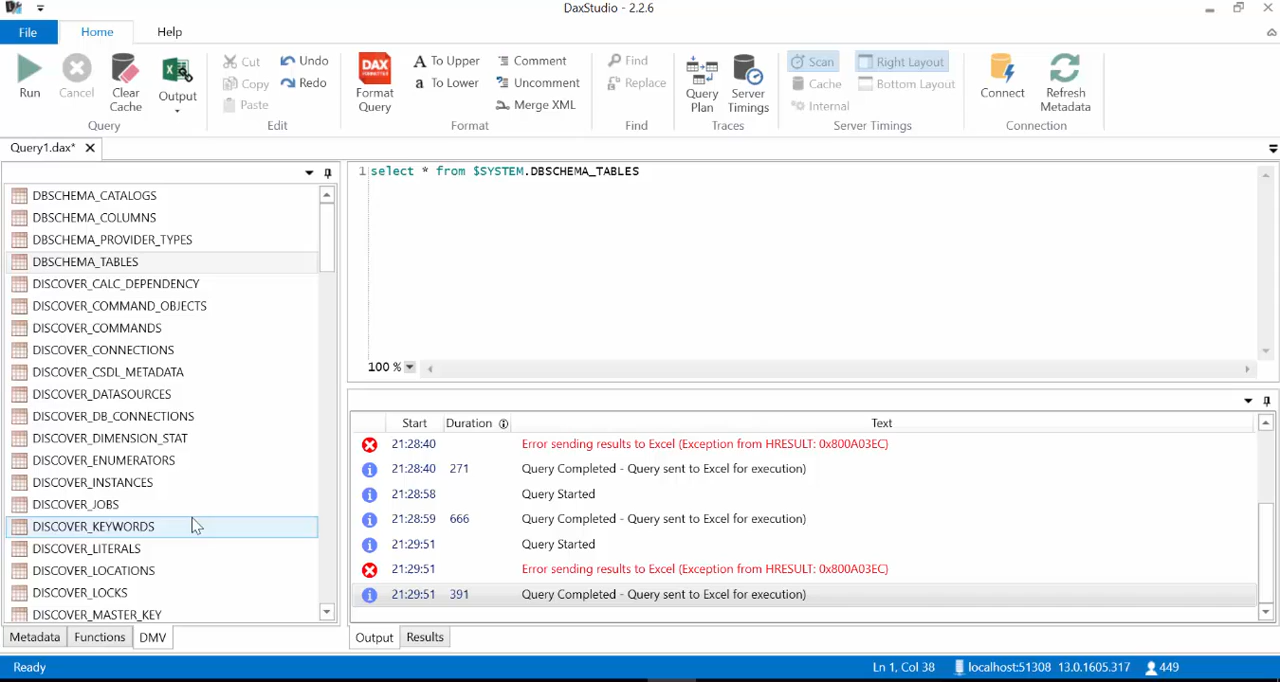 DaxStudio - 2.2.6
File Home Help
Run Cancel Clear Cache Output
Query
Cut Copy Paste Undo Redo
Edit
DAX FORMATTER Format Query To Upper To Lower Comment Uncomment Merge XML
Format
Find Replace
Find
Query Plan Server Timings
Traces
Scan Cache Internal Right Layout Bottom Layout
Server Timings
Connect Refresh Metadata
Connection
Query1.dax*
DBSCHEMA_CATALOGS
DBSCHEMA_COLUMNS
DBSCHEMA_PROVIDER_TYPES
DBSCHEMA_TABLES
DISCOVER_CALC_DEPENDENCY
DISCOVER_COMMAND_OBJECTS
DISCOVER_COMMANDS
DISCOVER_CONNECTIONS
DISCOVER_CSDL_METADATA
DISCOVER_DATASOURCES
DISCOVER_DB_CONNECTIONS
DISCOVER_DIMENSION_STAT
DISCOVER_ENUMERATORS
DISCOVER_INSTANCES
DISCOVER_JOBS
DISCOVER_KEYWORDS
DISCOVER_LITERALS
DISCOVER_LOCATIONS
DISCOVER_LOCKS
DISCOVER_MASTER_KEY
Metadata Functions DMV
1 select * from $SYSTEM.DBSCHEMA_TABLES
100 %
Start Duration Text
21:28:40 Error sending results to Excel (Exception from HRESULT: 0x800A03EC)
21:28:40 271 Query Completed - Query sent to Excel for execution)
21:28:58 Query Started
21:28:59 666 Query Completed - Query sent to Excel for execution)
21:29:51 Query Started
21:29:51 Error sending results to Excel (Exception from HRESULT: 0x800A03EC)
21:29:51 391 Query Completed - Query sent to Excel for execution)
Output Results
Ready Ln 1, Col 38 localhost:51308 13.0.1605.317 449